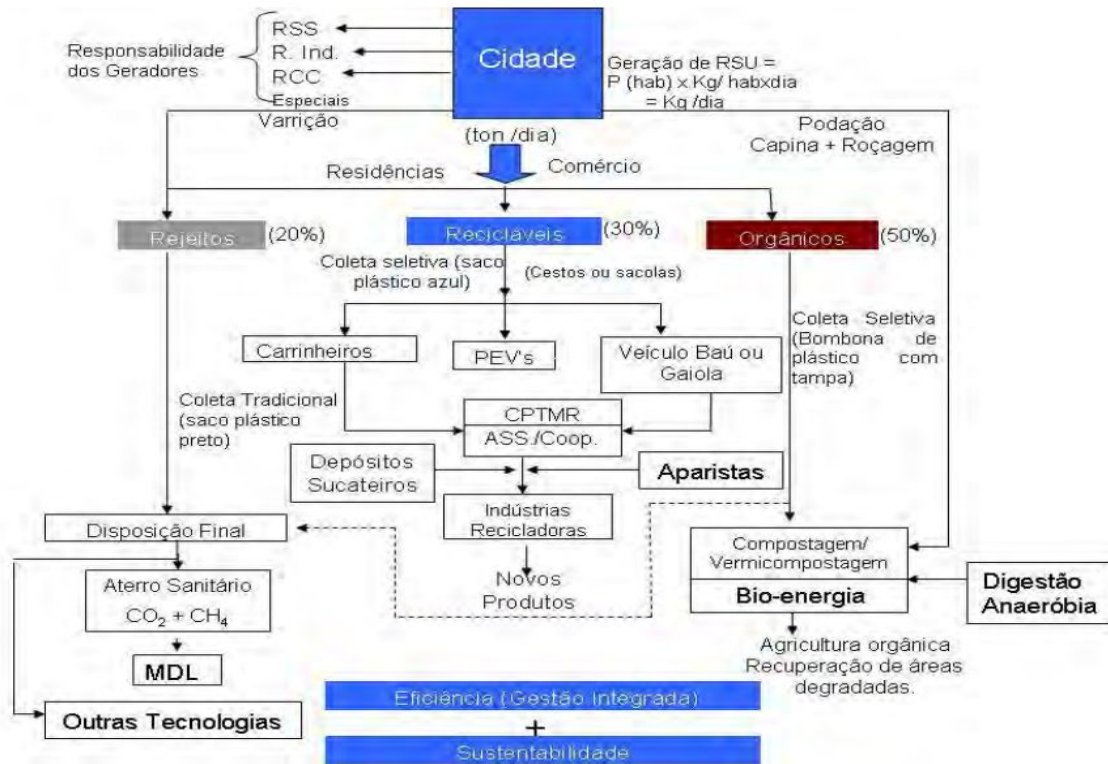 RSS
R. Ind.
RCC
Especiais
Responsabilidade
dos Geradores
Cidade
Geração de RSU =
P (hab) x Kg/ habxdia
= Kg /dia
Varrição
(ton /dia)
Podação
Capina + Roçagem
Residências
Comércio
Rejeitos
(20%)
Recicláveis
(30%)
Orgânicos
(50%)
Coleta seletiva (saco
plástico azul)
(Cestos ou sacolas)
Carrinheiros
PEV's
Veículo Baú ou
Gaiola
Coleta Seletiva
(Bombona de
plástico com
tampa)
Coleta Tradicional
(saco plástico
preto)
CPTMR
ASS./Coop.
Depósitos
Sucateiros
Aparistas
Indústrias
Recicladoras
Novos
Produtos
Disposição Final
Aterro Sanitário
CO₂ + CH₄
MDL
Outras Tecnologias
Compostagem/
Vermicompostagem
Bio-energia
Digestão
Anaeróbia
Agricultura orgânica
Recuperação de áreas
degradadas.
Eficiência (Gestão Integrada)
+
Sustentabilidade